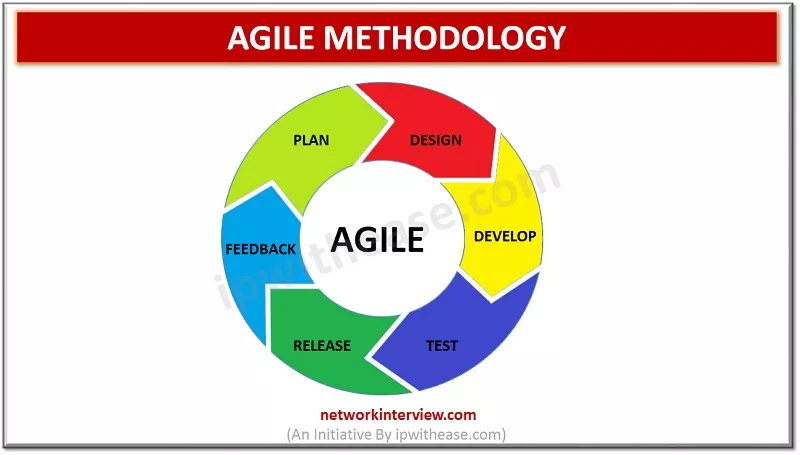 AGILE METHODOLOGY
PLAN
DESIGN
DEVELOP
TEST
RELEASE
FEEDBACK
AGILE
ipwithease.com
networkinterview.com
(An Initiative By ipwithease.com)